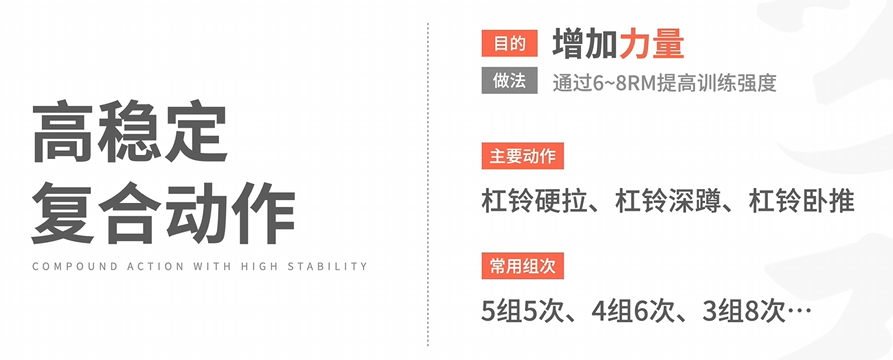 高稳定
复合动作
COMPOUND ACTION WITH HIGH STABILITY
目的 增加力量
做法 通过6~8RM提高训练强度
主要动作
杠铃硬拉、杠铃深蹲、杠铃卧推
常用组次
5组5次、4组6次、3组8次…